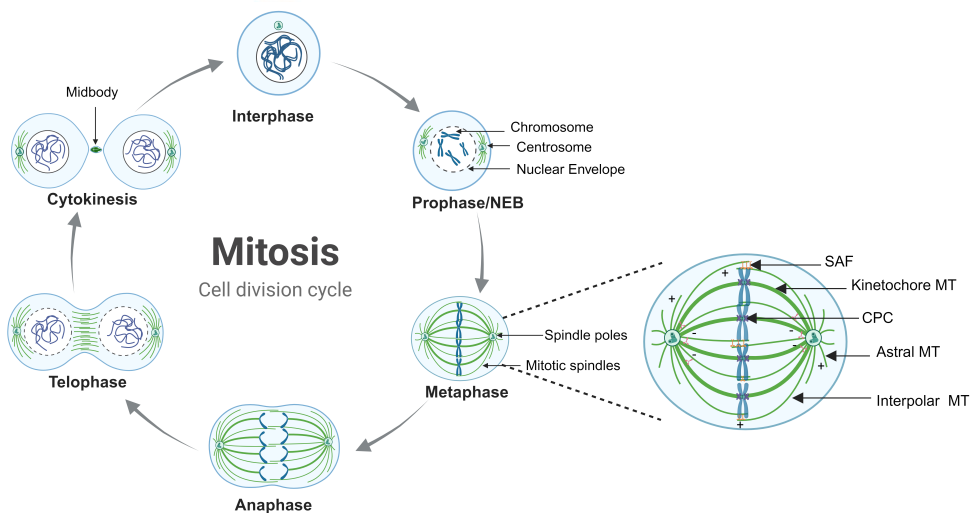 Midbody
Interphase
Chromosome
Centrosome
Nuclear Envelope
Cytokinesis
Prophase/NEB
Mitosis
Cell division cycle
SAF
+
Kinetochore MT
+
CPC
Spindle poles
-
-
-
-
Astral MT
Mitotic spindles
+
Telophase
Metaphase
Interpolar MT
+
Anaphase